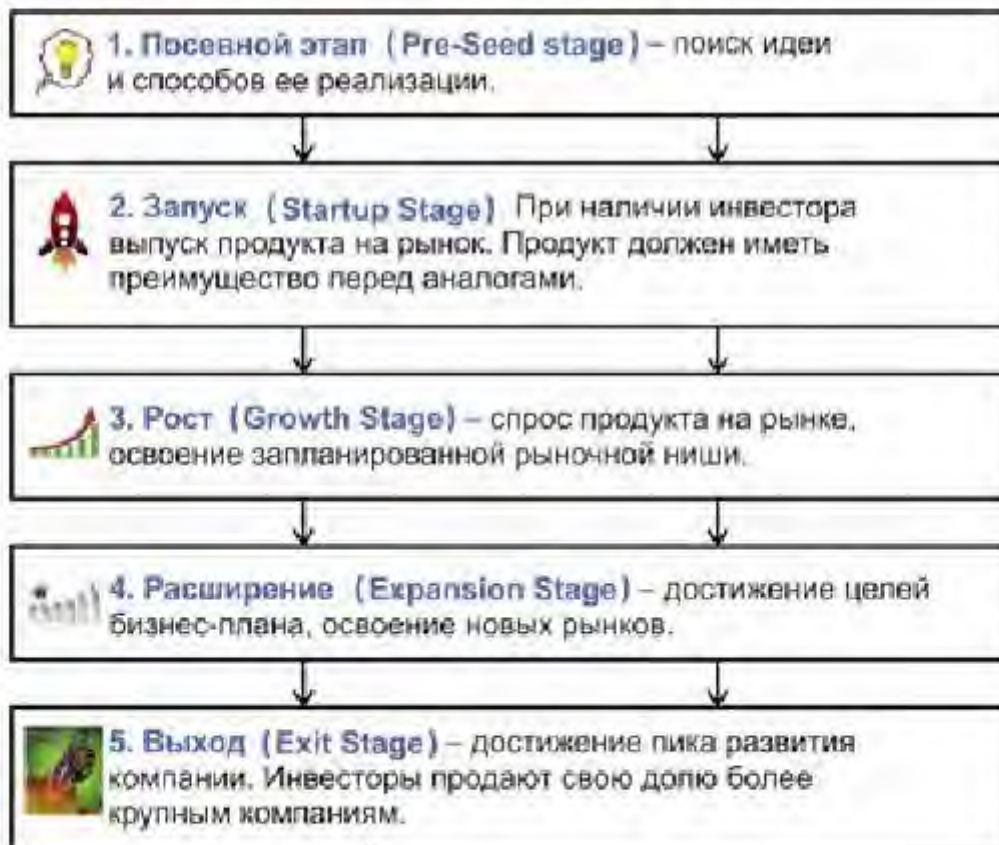 1. Посевной этап (Pre-Seed stage) – поиск идеи
и способов ее реализации.
2. Запуск (Startup Stage) При наличии инвестора
выпуск продукта на рынок. Продукт должен иметь
преимущество перед аналогами.
3. Рост (Growth Stage) – спрос продукта на рынке,
освоение запланированной рыночной ниши.
4. Расширение (Expansion Stage) – достижение целей
бизнес-плана, освоение новых рынков.
5. Выход (Exit Stage) – достижение пика развития
компании. Инвесторы продают свою долю более
крупным компаниям.